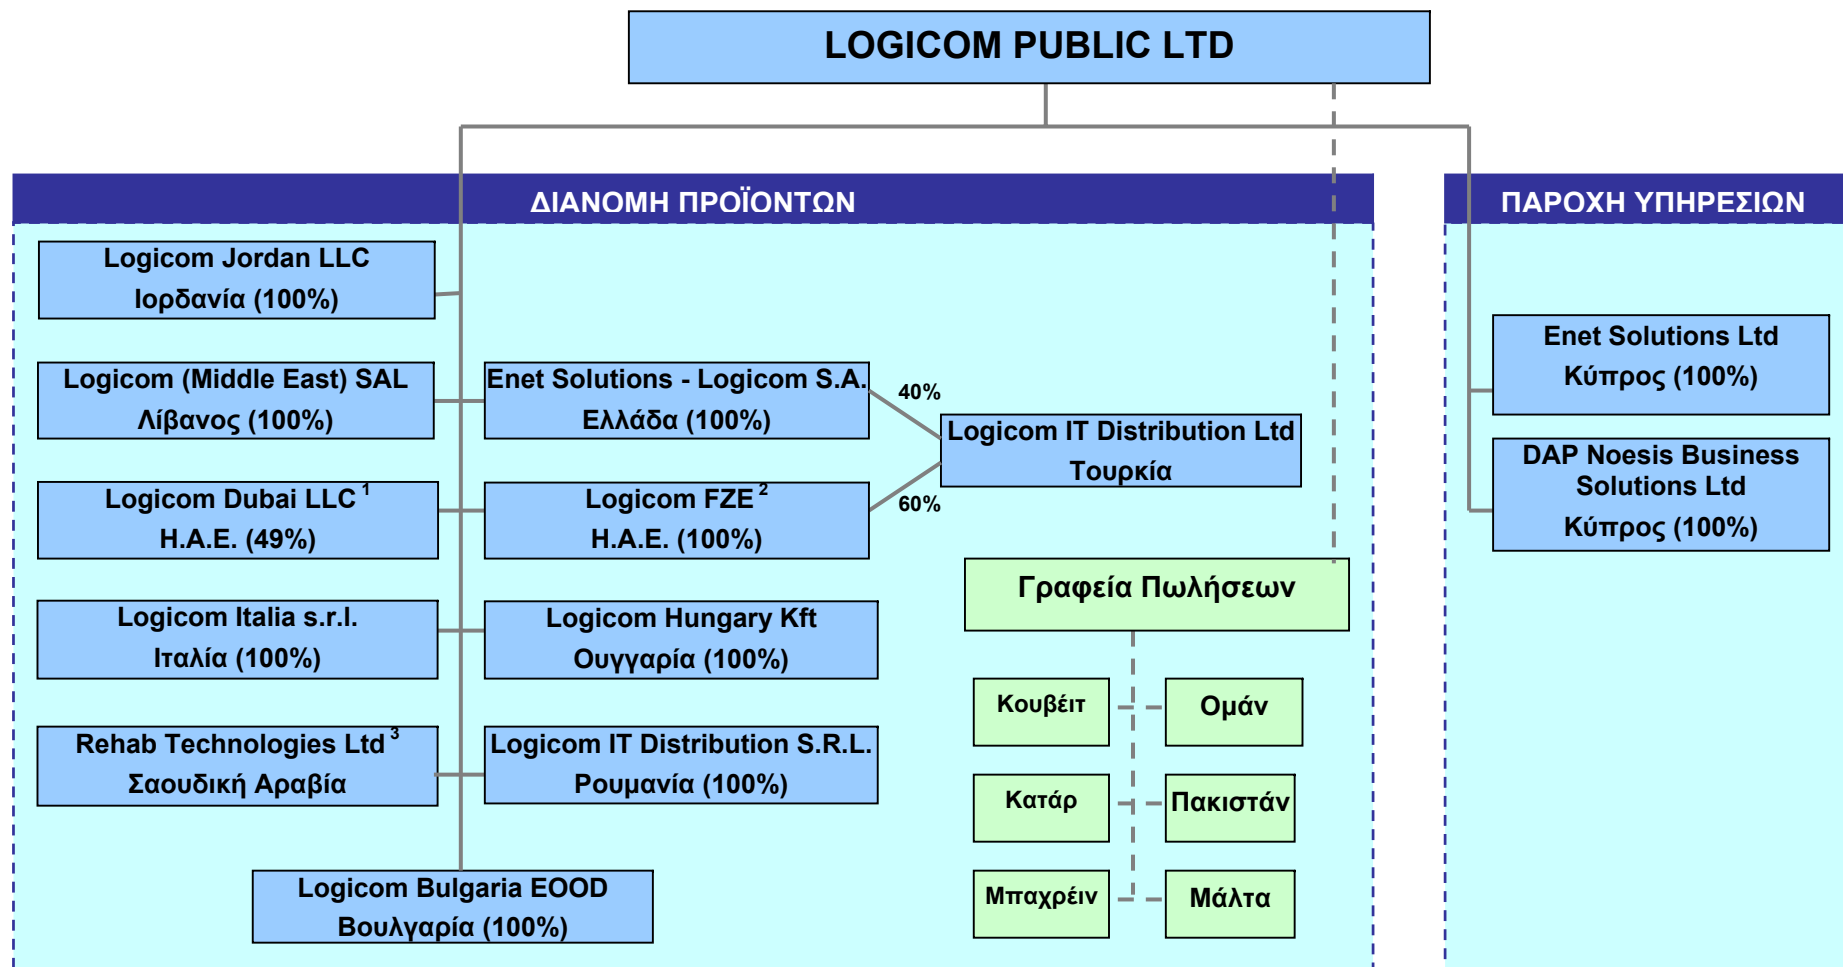 LOGICOM PUBLIC LTD
ΔΙΑΝΟΜΗ ΠΡΟΪΟΝΤΩΝ
Logicom Jordan LLC
Ιορδανία (100%)
Logicom (Middle East) SAL
Λίβανος (100%)
Enet Solutions - Logicom S.A.
Ελλάδα (100%)
40%
Logicom IT Distribution Ltd
Τουρκία
60%
Logicom Dubai LLC 1
Η.Α.Ε. (49%)
Logicom FZE 2
Η.Α.Ε. (100%)
Logicom Italia s.r.l.
Ιταλία (100%)
Logicom Hungary Kft
Ουγγαρία (100%)
Rehab Technologies Ltd 3
Σαουδική Αραβία
Logicom IT Distribution S.R.L.
Ρουμανία (100%)
Logicom Bulgaria EOOD
Βουλγαρία (100%)
Γραφεία Πωλήσεων
Κουβέιτ
Ομάν
Κατάρ
Πακιστάν
Μπαχρέιν
Μάλτα
ΠΑΡΟΧΗ ΥΠΗΡΕΣΙΩΝ
Enet Solutions Ltd
Κύπρος (100%)
DAP Noesis Business
Solutions Ltd
Κύπρος (100%)